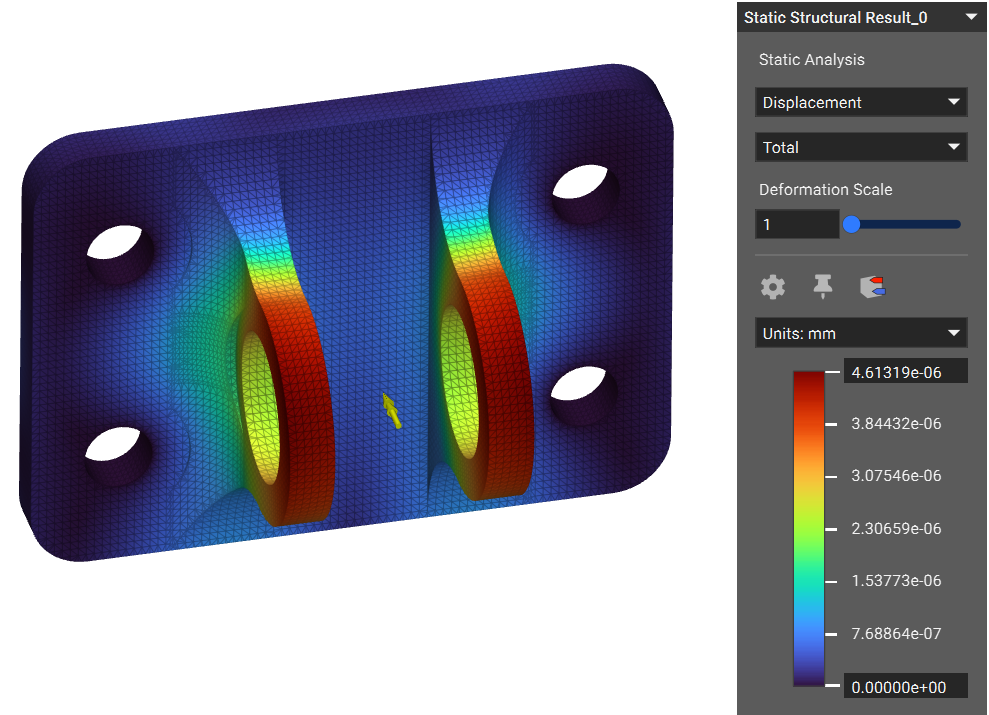 Static Structural Result_0
Static Analysis
Displacement
Total
Deformation Scale
1
Units: mm
4.61319e-06
3.84432e-06
3.07546e-06
2.30659e-06
1.53773e-06
7.68864e-07
0.00000e+00